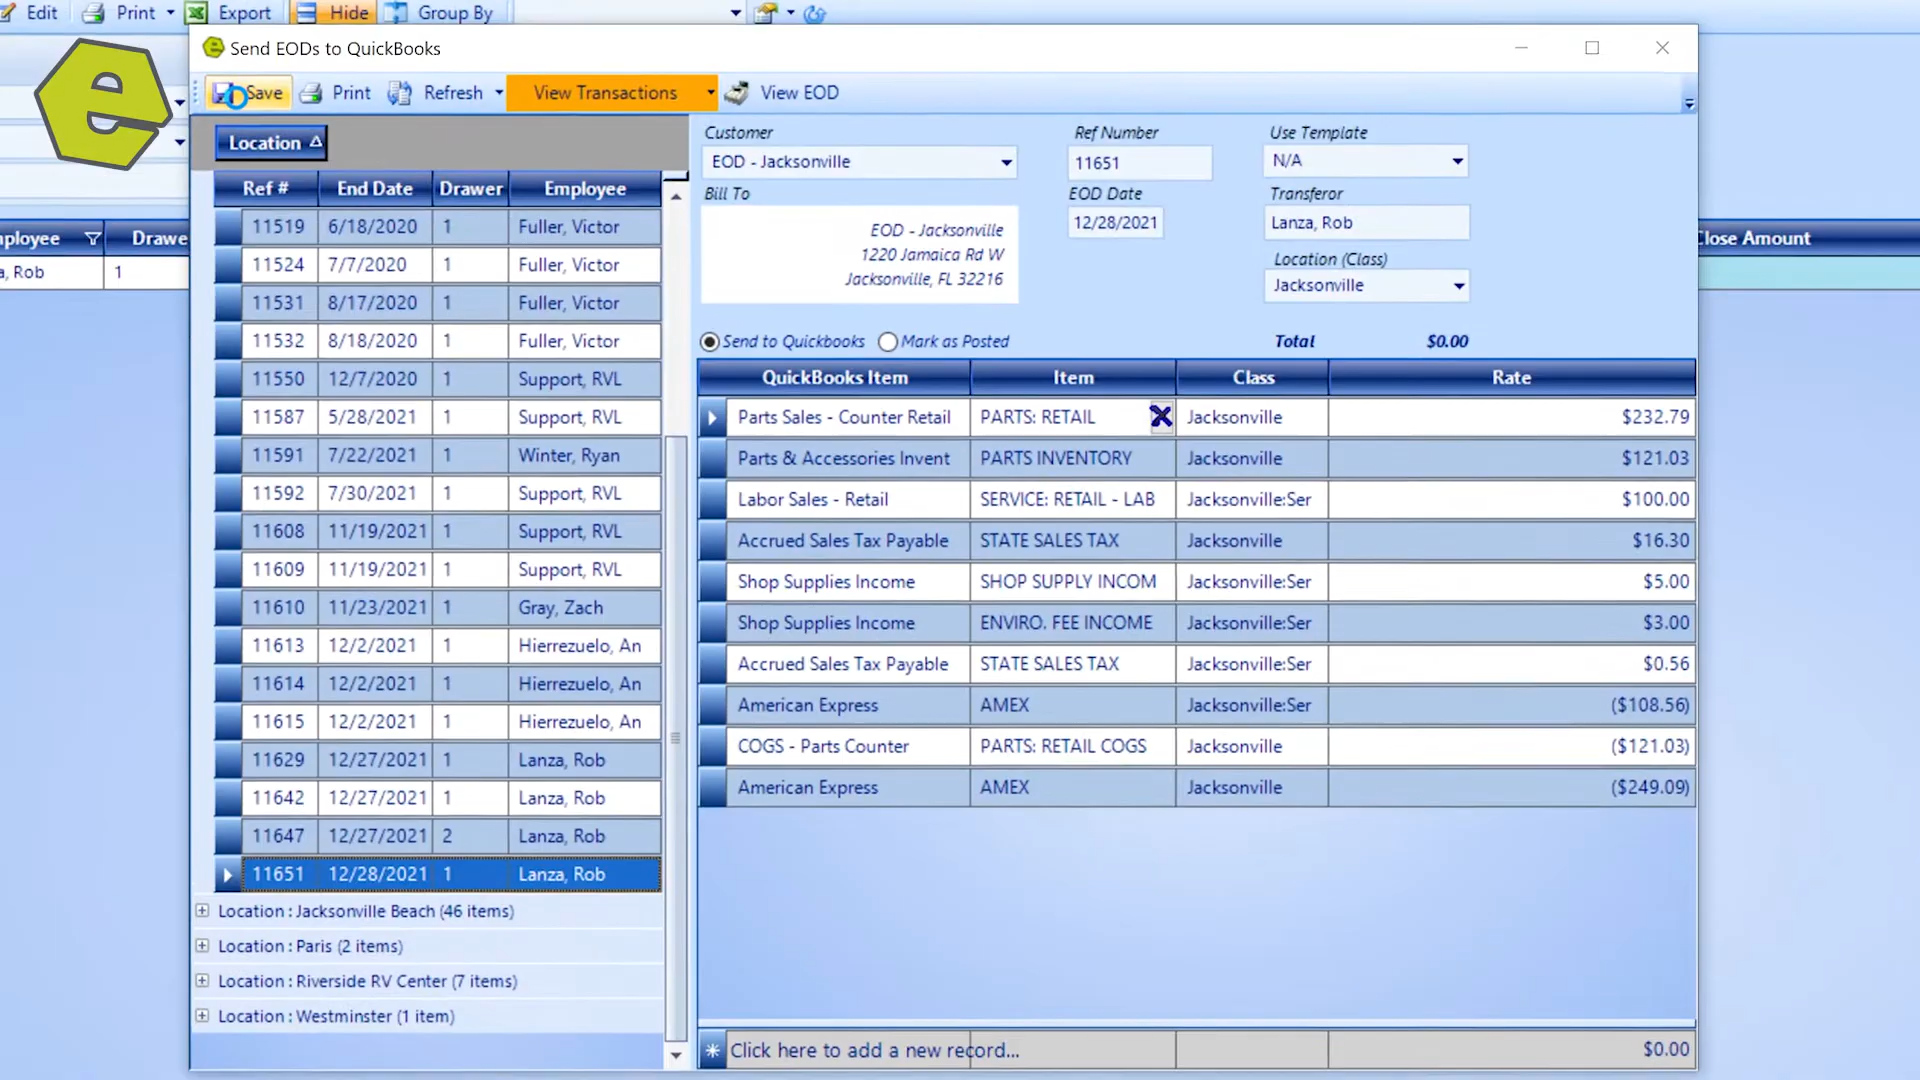 Edit Print Export Hide Group By
Send EODs to QuickBooks
e
Save Print Refresh View Transactions View EOD
Location
Ref # End Date Drawer Employee
11519 6/18/2020 1 Fuller, Victor
11524 7/7/2020 1 Fuller, Victor
11531 8/17/2020 1 Fuller, Victor
11532 8/18/2020 1 Fuller, Victor
11550 12/7/2020 1 Support, RVL
11587 5/28/2021 1 Support, RVL
11591 7/22/2021 1 Winter, Ryan
11592 7/30/2021 1 Support, RVL
11608 11/19/2021 1 Support, RVL
11609 11/19/2021 1 Support, RVL
11610 11/23/2021 1 Gray, Zach
11613 12/2/2021 1 Hierrezuelo, An
11614 12/2/2021 1 Hierrezuelo, An
11615 12/2/2021 1 Hierrezuelo, An
11629 12/27/2021 1 Lanza, Rob
11642 12/27/2021 1 Lanza, Rob
11647 12/27/2021 2 Lanza, Rob
11651 12/28/2021 1 Lanza, Rob
Location : Jacksonville Beach (46 items)
Location : Paris (2 items)
Location : Riverside RV Center (7 items)
Location : Westminster (1 item)
Customer Ref Number Use Template
EOD - Jacksonville 11651 N/A
Bill To EOD Date Transferor
12/28/2021 Lanza, Rob
EOD - Jacksonville
1220 Jamaica Rd W
Jacksonville, FL 32216
Location (Class)
Jacksonville
Send to Quickbooks Mark as Posted Total $0.00
QuickBooks Item Item Class Rate
Parts Sales - Counter Retail PARTS: RETAIL Jacksonville $232.79
Parts & Accessories Invent PARTS INVENTORY Jacksonville $121.03
Labor Sales - Retail SERVICE: RETAIL - LAB Jacksonville:Ser $100.00
Accrued Sales Tax Payable STATE SALES TAX Jacksonville $16.30
Shop Supplies Income SHOP SUPPLY INCOM Jacksonville:Ser $5.00
Shop Supplies Income ENVIRO. FEE INCOME Jacksonville:Ser $3.00
Accrued Sales Tax Payable STATE SALES TAX Jacksonville:Ser $0.56
American Express AMEX Jacksonville:Ser ($108.56)
COGS - Parts Counter PARTS: RETAIL COGS Jacksonville ($121.03)
American Express AMEX Jacksonville ($249.09)
Click here to add a new record... $0.00
ployee Drawe
a, Rob 1
Close Amount